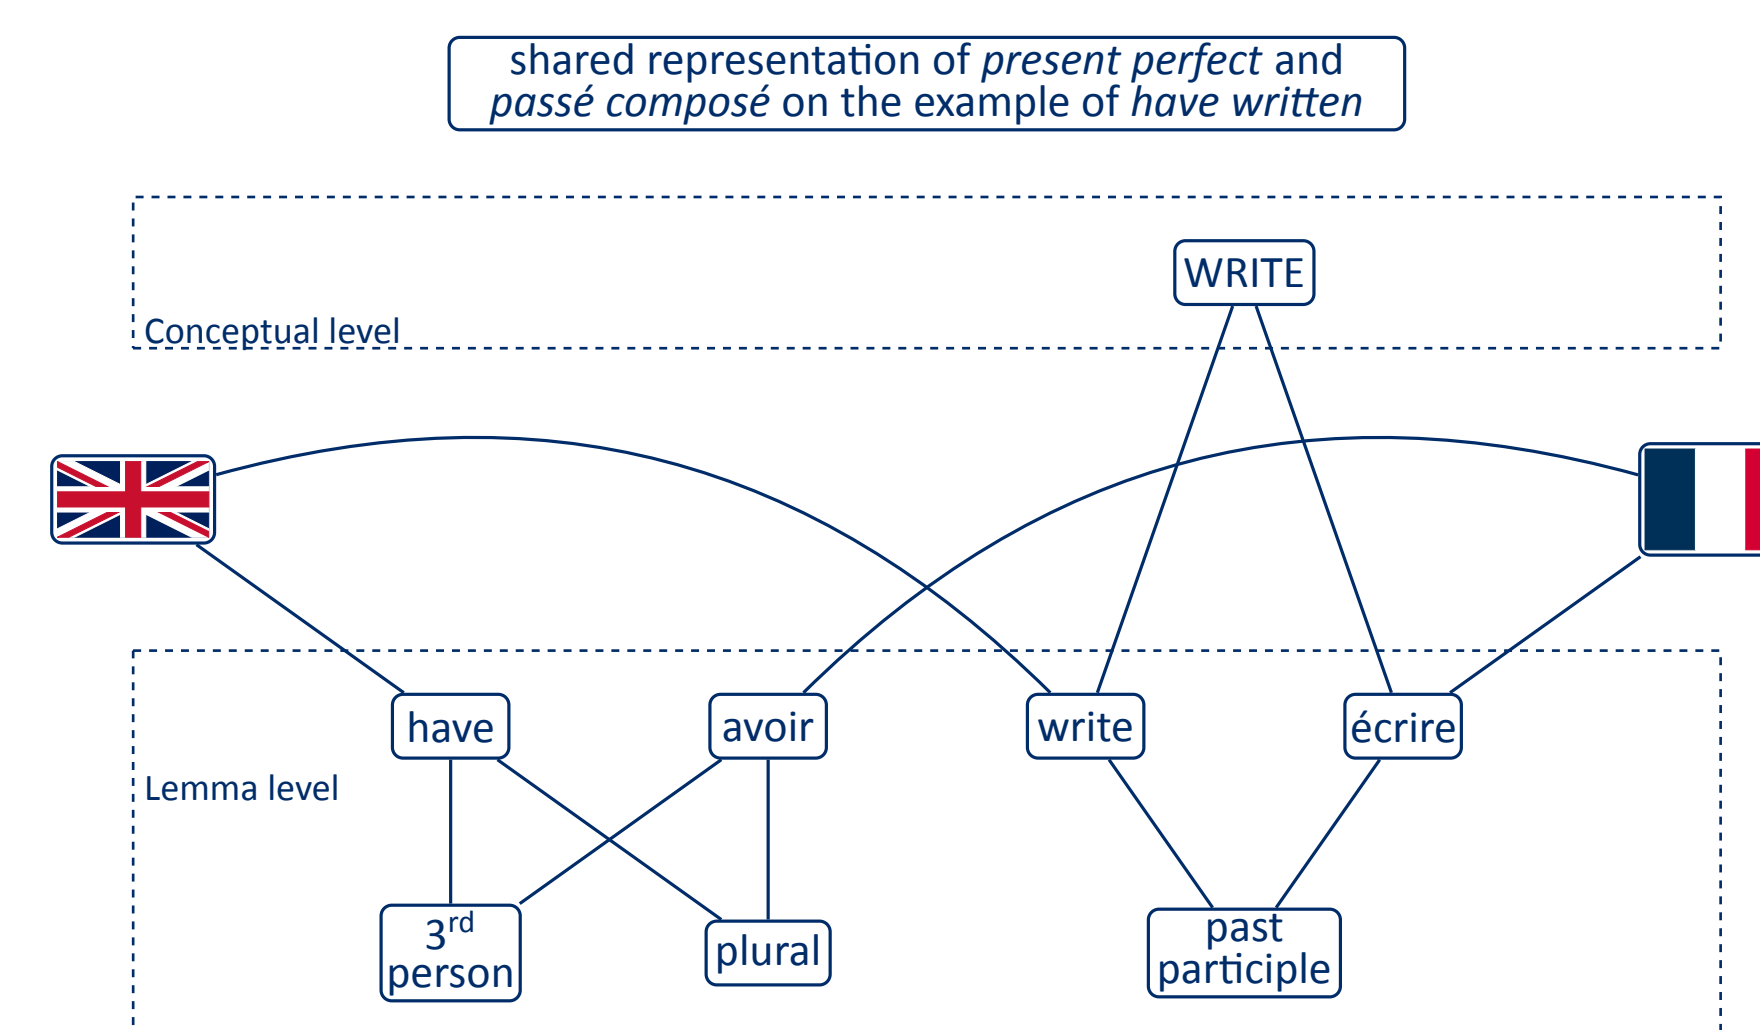 shared representation of present perfect and
passé composé on the example of have written
WRITE
Conceptual level
have
avoir
write
écrire
Lemma level
3rd
person
plural
past
participle